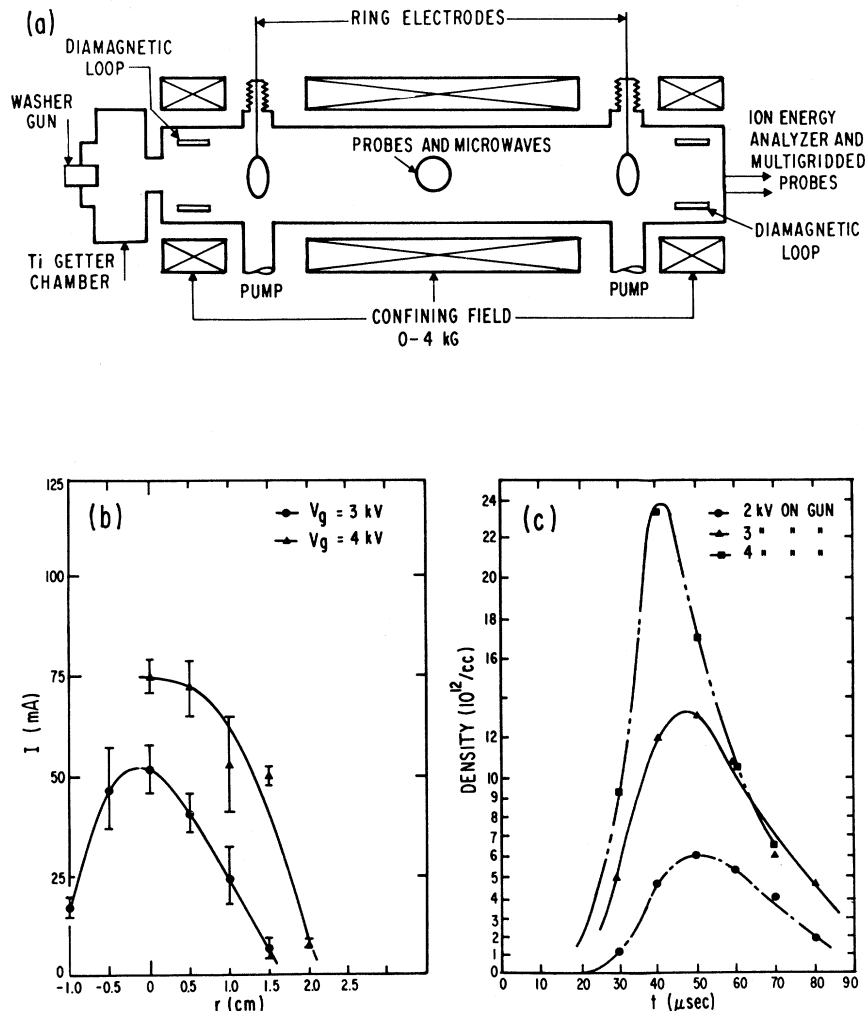 (a)
RING ELECTRODES
DIAMAGNETIC
LOOP
WASHER
GUN
PROBES AND MICROWAVES
ION ENERGY
ANALYZER AND
MULTIGRIDDED
PROBES
DIAMAGNETIC
LOOP
Ti GETTER
CHAMBER
PUMP
PUMP
CONFINING FIELD
0-4 kG
(b)
Vg = 3 kV
Vg = 4 kV
125
100
75
50
25
0
I (mA)
-1.0 -0.5 0 0.5 1.0 1.5 2.0 2.5
r (cm)
(c)
2 kV ON GUN
3 " " "
4 " " "
24
22
20
18
16
14
12
10
9
8
7
6
5
4
3
2
1
0
DENSITY (10^12/cc)
0 10 20 30 40 50 60 70 80 90
t (μsec)